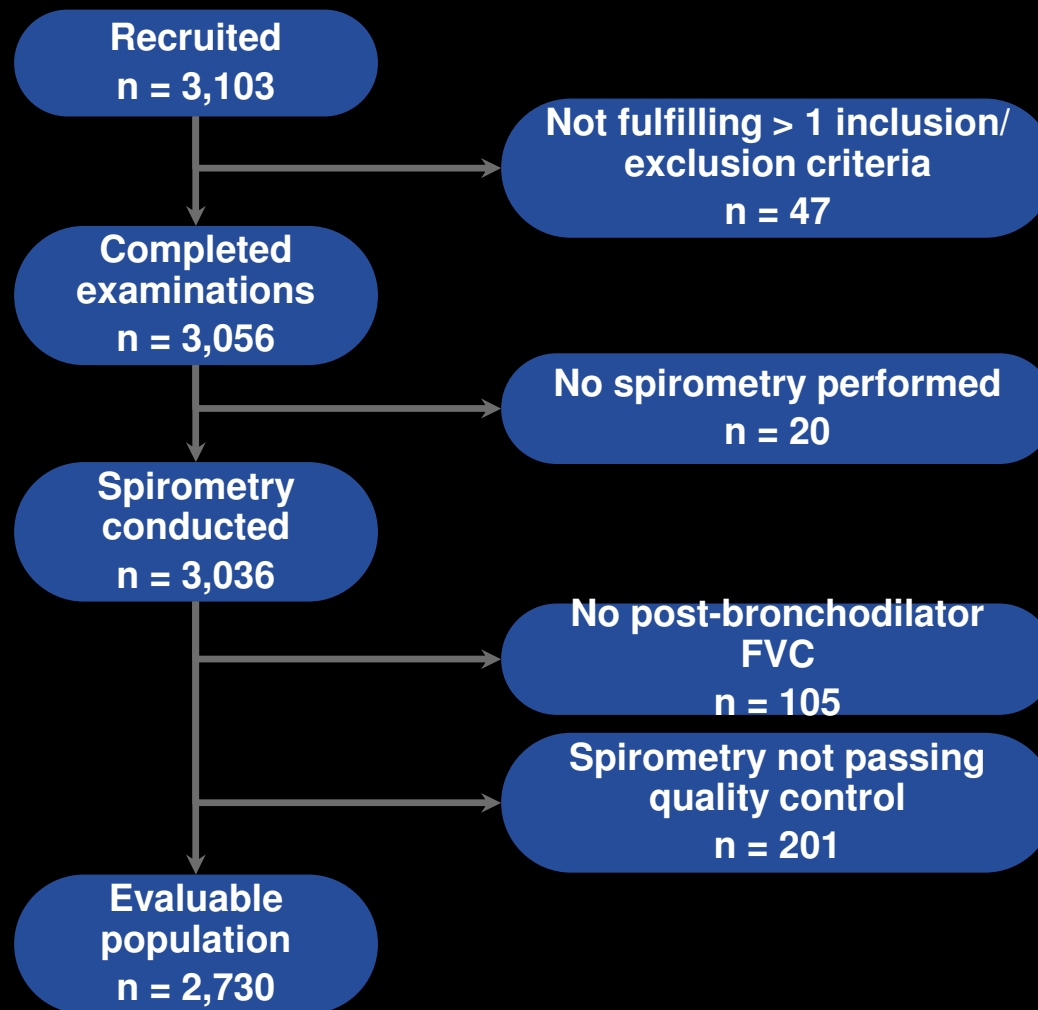 Recruited
n = 3,103
Not fulfilling > 1 inclusion/
exclusion criteria
n = 47
Completed
examinations
n = 3,056
No spirometry performed
n = 20
Spirometry
conducted
n = 3,036
No post-bronchodilator
FVC
n = 105
Spirometry not passing
quality control
n = 201
Evaluable
population
n = 2,730